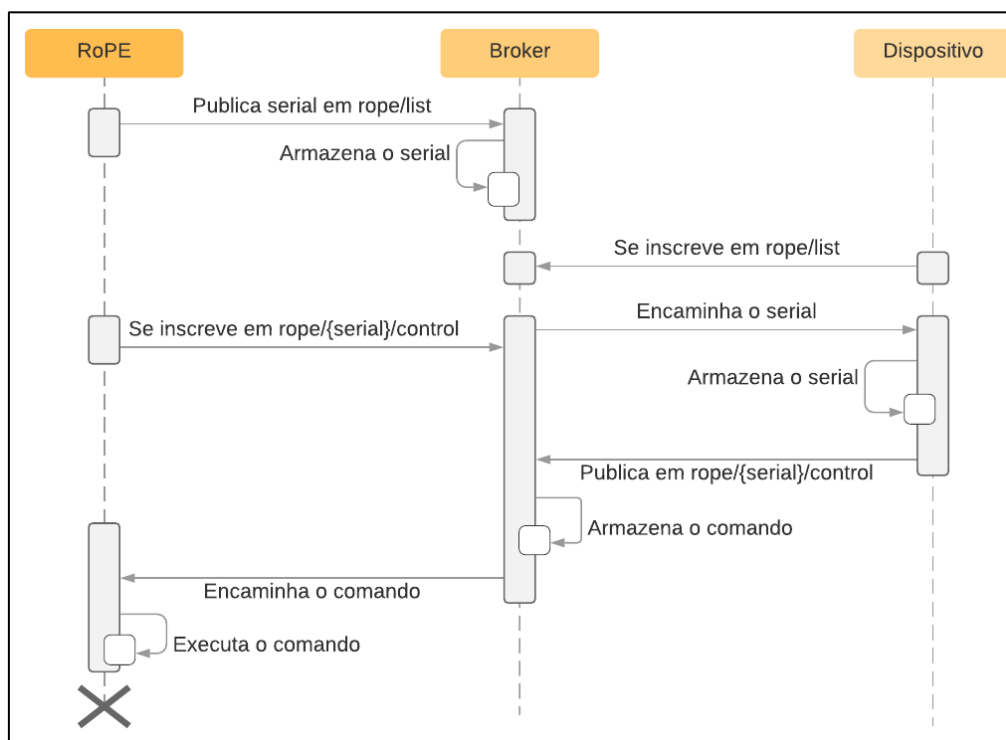 RoPE
Broker
Dispositivo
Publica serial em rope/list
Armazena o serial
Se inscreve em rope/list
Encaminha o serial
Se inscreve em rope/{serial}/control
Armazena o serial
Publica em rope/{serial}/control
Armazena o comando
Encaminha o comando
Executa o comando